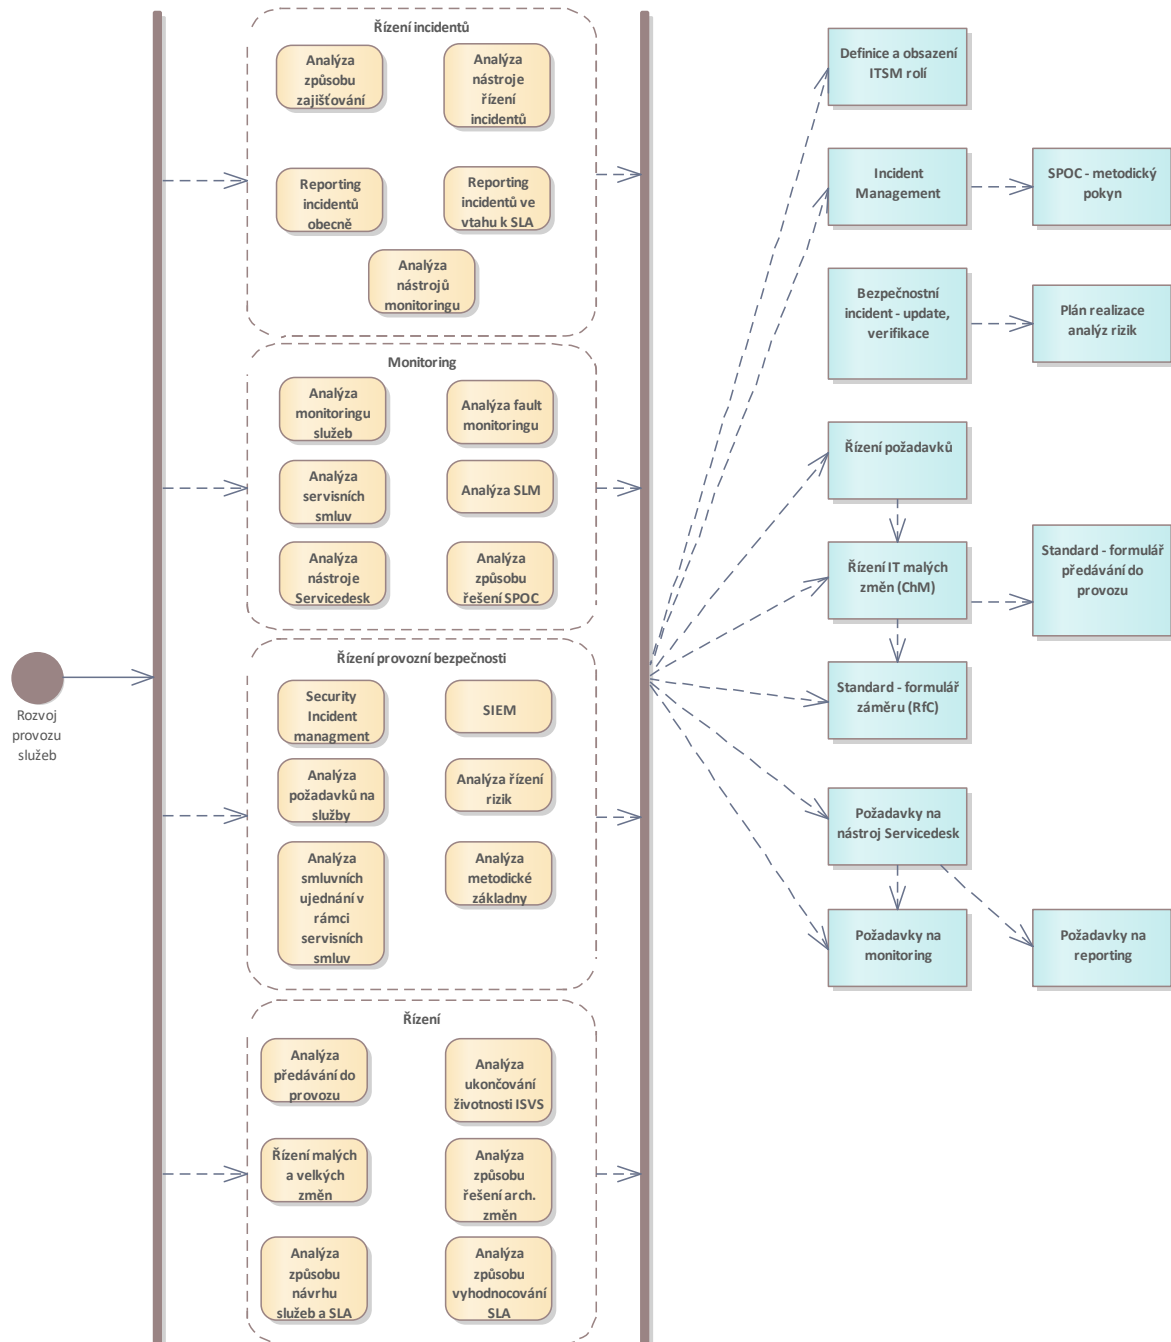 Řízení incidentů
Analýza
způsobu
zajišťování
Analýza
nástroje
řízení
incidentů
Reporting
incidentů
obecně
Reporting
incidentů ve
vtahu k SLA
Analýza
nástrojů
monitoringu
Monitoring
Analýza
monitoringu
služeb
Analýza fault
monitoringu
Analýza
servisních
smluv
Analýza SLM
Analýza
nástroje
Servicedesk
Analýza
způsobu
řešení SPOC
Řízení provozní bezpečnosti
Security
Incident
managment
SIEM
Analýza
požadavků na
služby
Analýza řízení
rizik
Analýza
smluvních
ujednání v
rámci
servisních
smluv
Analýza
metodické
základny
Řízení
Analýza
předávání do
provozu
Analýza
ukončování
životnosti ISVS
Řízení malých
a velkých
změn
Analýza
způsobu
řešení arch.
změn
Analýza
způsobu
návrhu
služeb a SLA
Analýza
způsobu
vyhodnocování
SLA
Rozvoj
provozu
služeb
Definice a obsazení
ITSM rolí
Incident
Management
SPOC - metodický
pokyn
Bezpečnostní
incident - update,
verifikace
Plán realizace
analýz rizik
Řízení požadavků
Řízení IT malých
změn (ChM)
Standard - formulář
předávání do
provozu
Standard - formulář
záměru (RfC)
Požadavky na
nástroj Servicedesk
Požadavky na
monitoring
Požadavky na
reporting